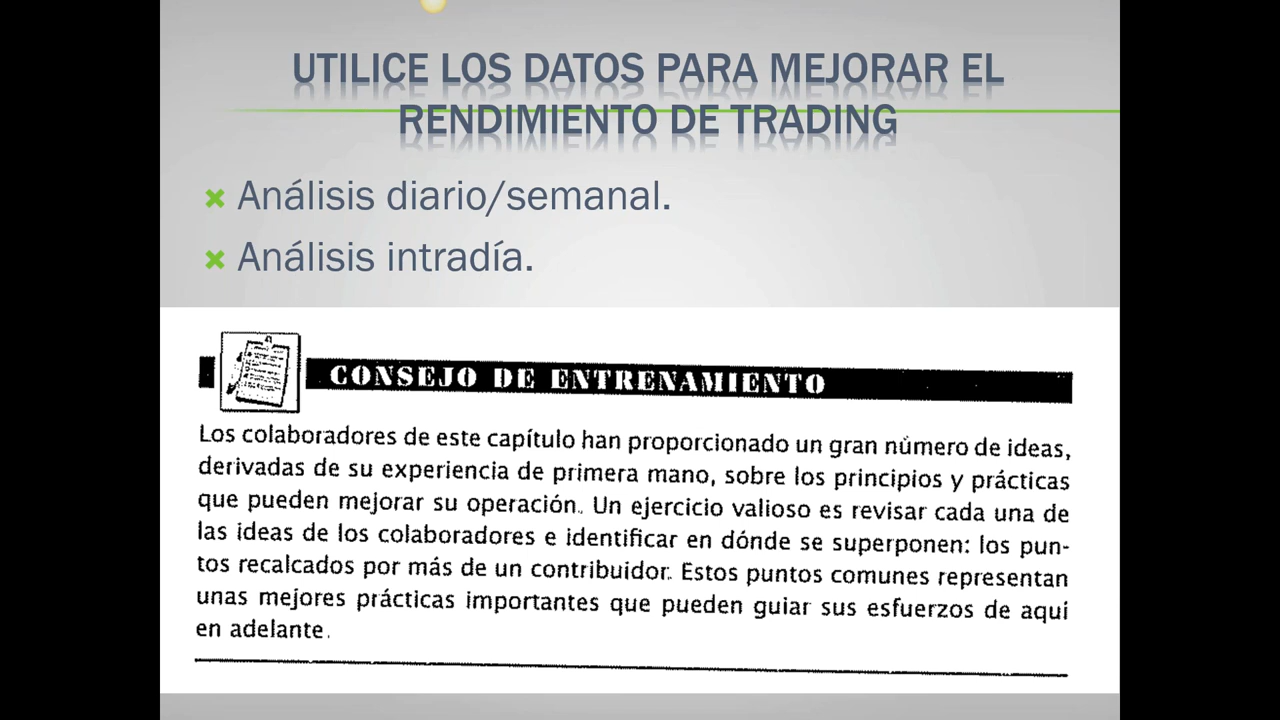 UTILICE LOS DATOS PARA MEJORAR EL
RENDIMIENTO DE TRADING
Análisis diario/semanal.
Análisis intradía.
CONSEJO DE ENTRENAMIENTO
Los colaboradores de este capítulo han proporcionado un gran número de ideas,
derivadas de su experiencia de primera mano, sobre los principios y prácticas
que pueden mejorar su operación. Un ejercicio valioso es revisar cada una de
las ideas de los colaboradores e identificar en dónde se superponen: los pun-
tos recalcados por más de un contribuidor. Estos puntos comunes representan
unas mejores prácticas importantes que pueden guiar sus esfuerzos de aquí
en adelante.